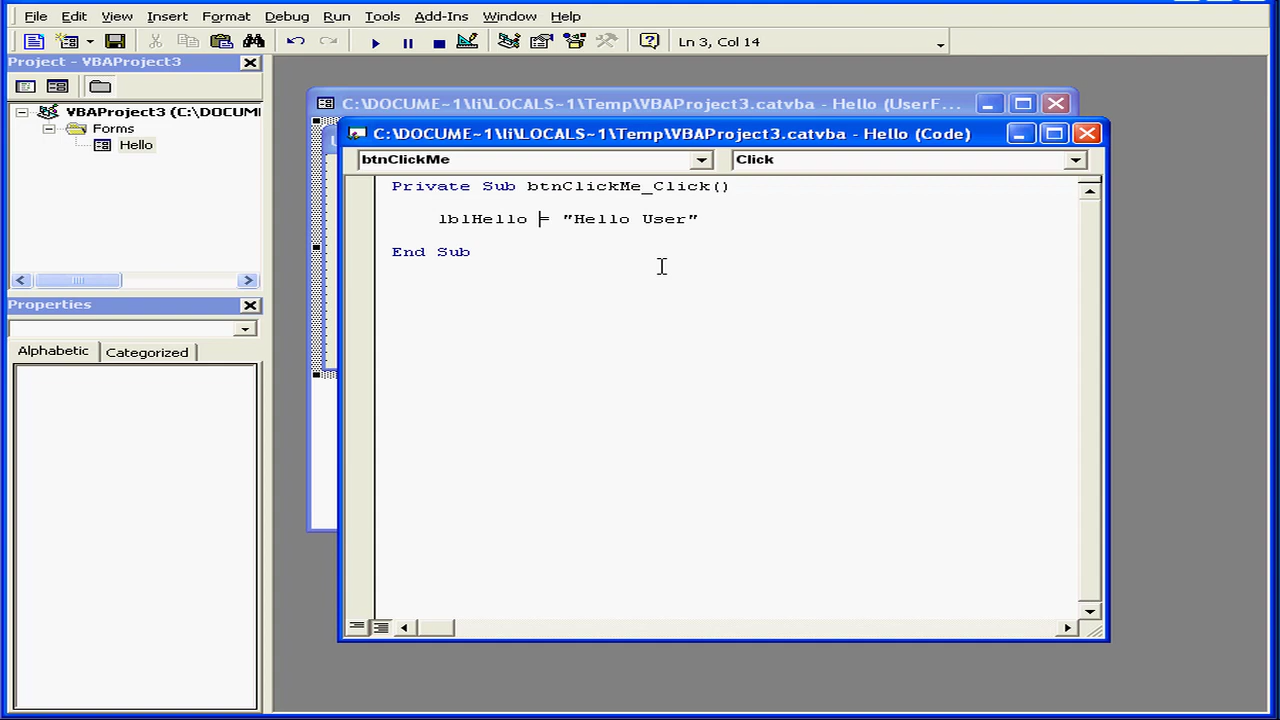 File Edit View Insert Format Debug Run Tools Add-Ins Window Help
Ln 3, Col 14
Project - VBAProject3
VBAProject3 (C:\DOCUME
Forms
Hello
Properties
Alphabetic Categorized
C:\DOCUME~1\li\LOCALS~1\Temp\VBAProject3.catvba - Hello (UserF...
C:\DOCUME~1\li\LOCALS~1\Temp\VBAProject3.catvba - Hello (Code)
btnClickMe Click
Private Sub btnClickMe_Click()
lblHello = "Hello User"
End Sub